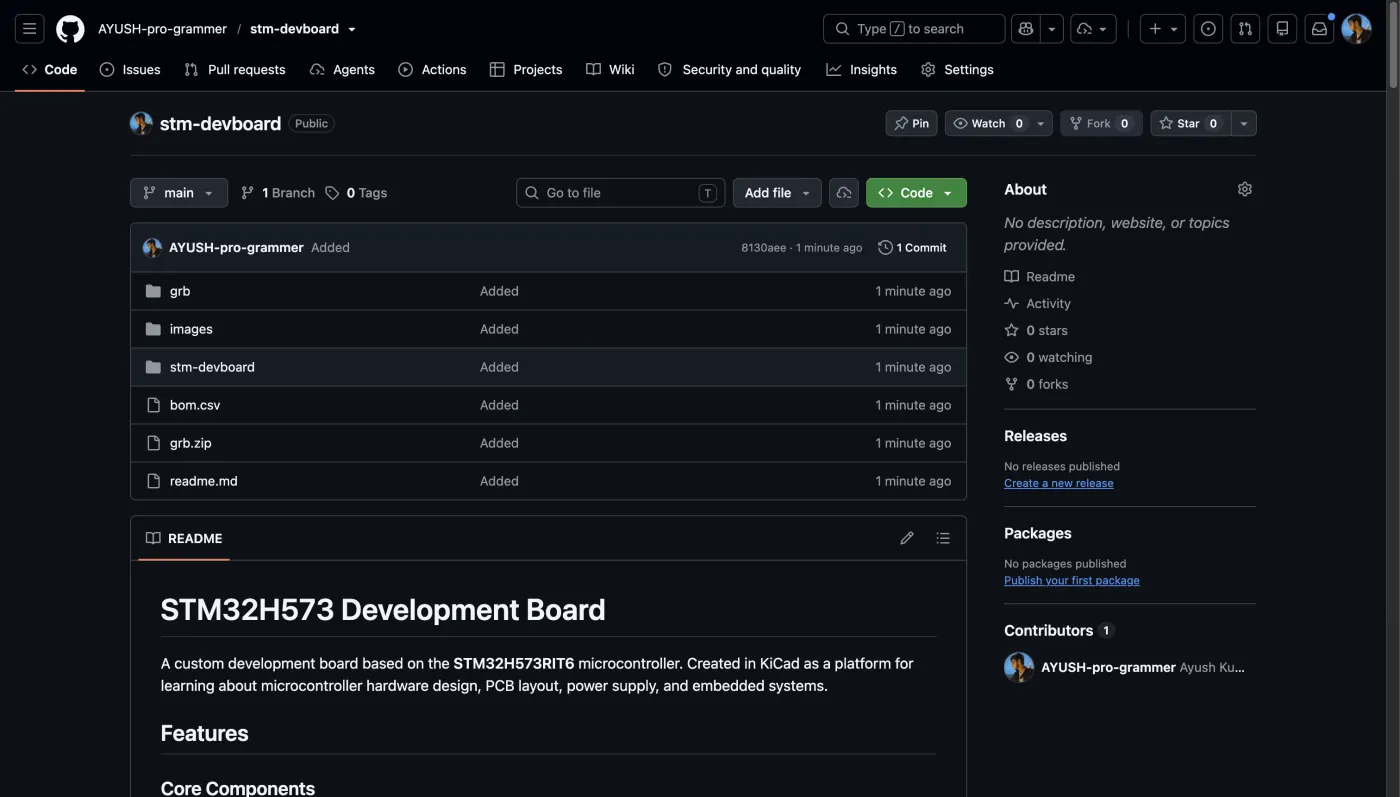 AYUSH-pro-grammer / stm-devboard
Type / to search
Code Issues Pull requests Agents Actions Projects Wiki Security and quality Insights Settings
stm-devboard Public
Pin Watch 0 Fork 0 Star 0
main 1 Branch 0 Tags
Go to file T Add file Code
AYUSH-pro-grammer Added 8130aee · 1 minute ago 1 Commit
grb Added 1 minute ago
images Added 1 minute ago
stm-devboard Added 1 minute ago
bom.csv Added 1 minute ago
grb.zip Added 1 minute ago
readme.md Added 1 minute ago
README
STM32H573 Development Board
A custom development board based on the STM32H573RIT6 microcontroller. Created in KiCad as a platform for
learning about microcontroller hardware design, PCB layout, power supply, and embedded systems.
Features
Core Components
About
No description, website, or topics
provided.
Readme
Activity
0 stars
0 watching
0 forks
Releases
No releases published
Create a new release
Packages
No packages published
Publish your first package
Contributors 1
AYUSH-pro-grammer Ayush Ku...